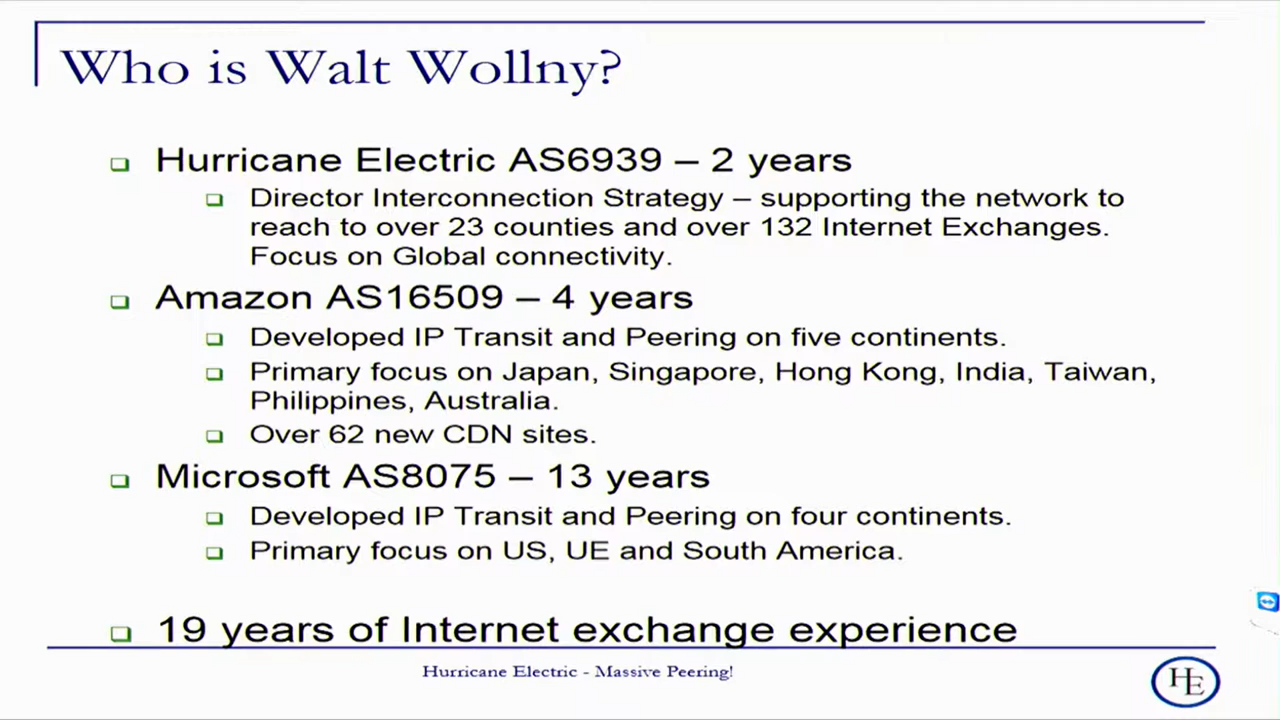 Who is Walt Wollny?
Hurricane Electric AS6939 – 2 years
Director Interconnection Strategy – supporting the network to
reach to over 23 counties and over 132 Internet Exchanges.
Focus on Global connectivity.
Amazon AS16509 – 4 years
Developed IP Transit and Peering on five continents.
Primary focus on Japan, Singapore, Hong Kong, India, Taiwan,
Philippines, Australia.
Over 62 new CDN sites.
Microsoft AS8075 – 13 years
Developed IP Transit and Peering on four continents.
Primary focus on US, UE and South America.
19 years of Internet exchange experience
Hurricane Electric - Massive Peering!
HE